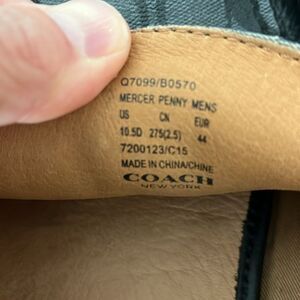 Q7099/B0570
MERCER PENNY MENS
US CN EUR
10.5D 275(2.5) 44
7200123/C15
MADE IN CHINA/CHINE
COACH
NEW YORK